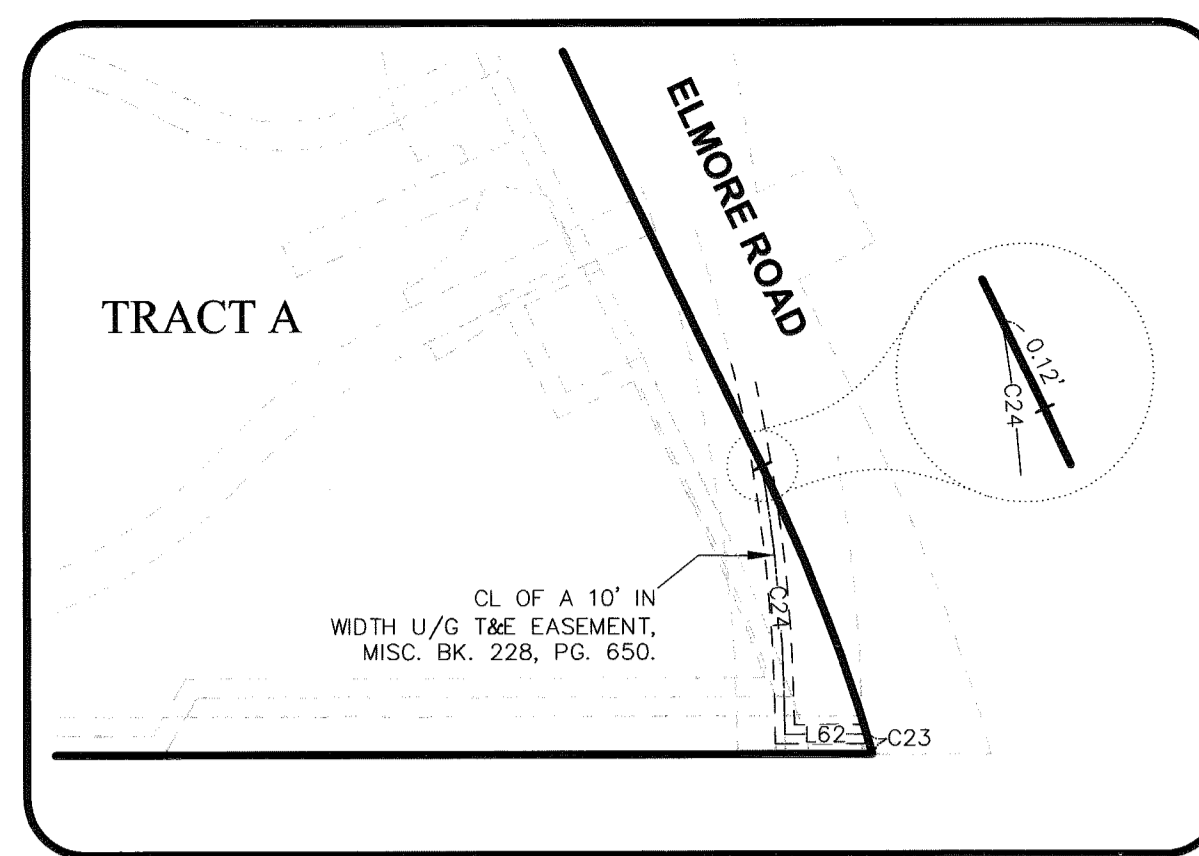 ELMORE ROAD
TRACT A
0.12'
C24
CL OF A 10' IN
WIDTH U/G T&E EASEMENT,
MISC. BK. 228, PG. 650.
C24
L62
C23